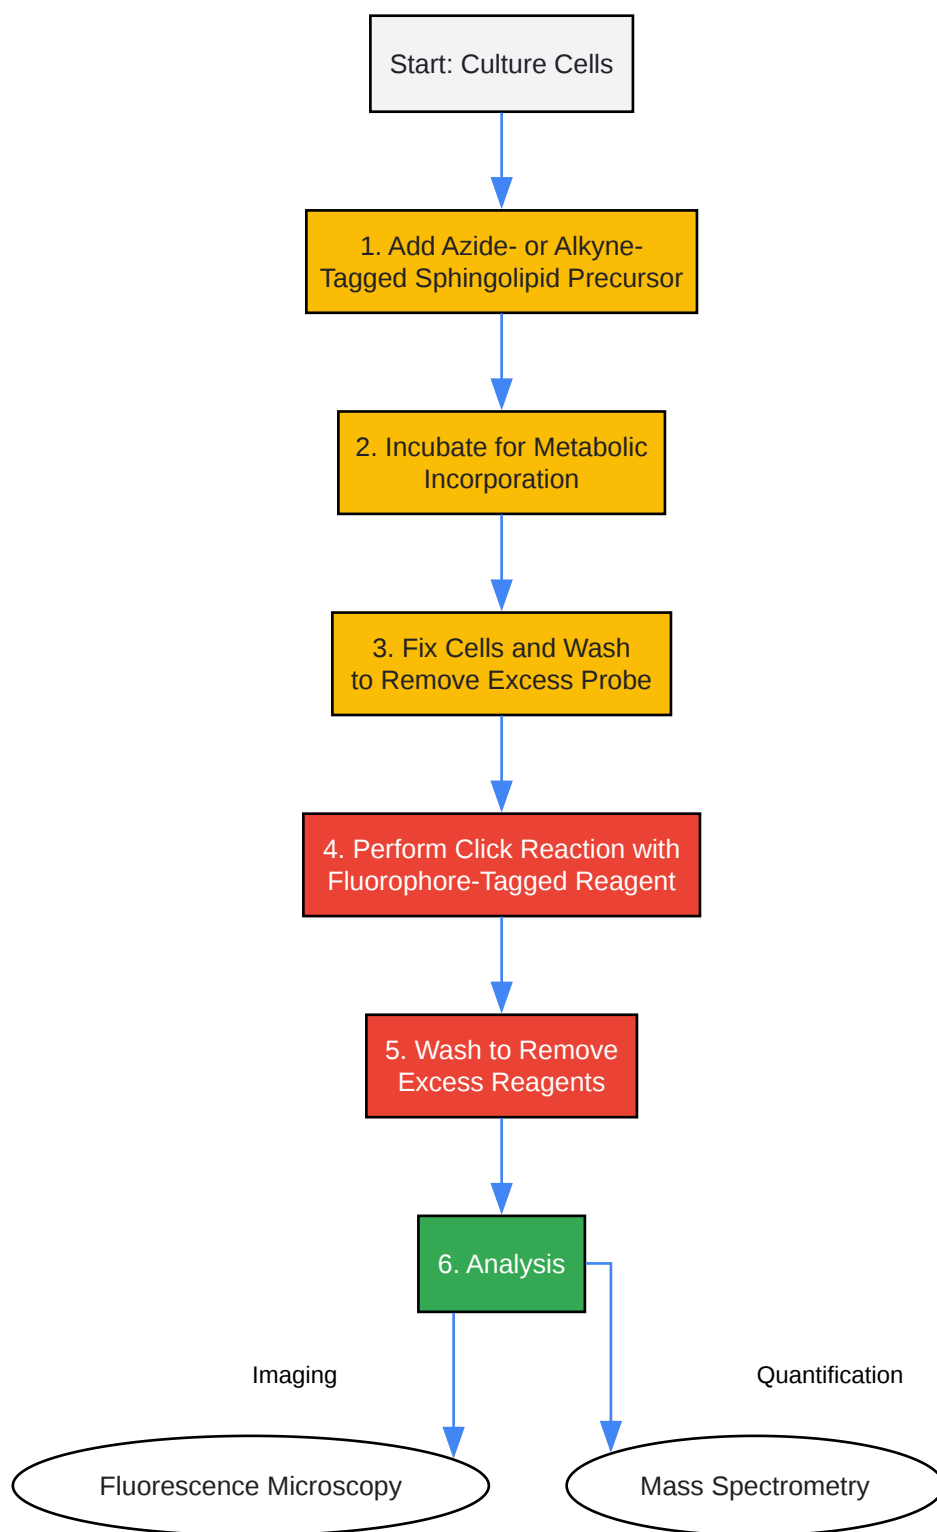 Start: Culture Cells
1. Add Azide- or Alkyne-
Tagged Sphingolipid Precursor
2. Incubate for Metabolic
Incorporation
3. Fix Cells and Wash
to Remove Excess Probe
4. Perform Click Reaction with
Fluorophore-Tagged Reagent
5. Wash to Remove
Excess Reagents
6. Analysis
Imaging
Quantification
Fluorescence Microscopy
Mass Spectrometry